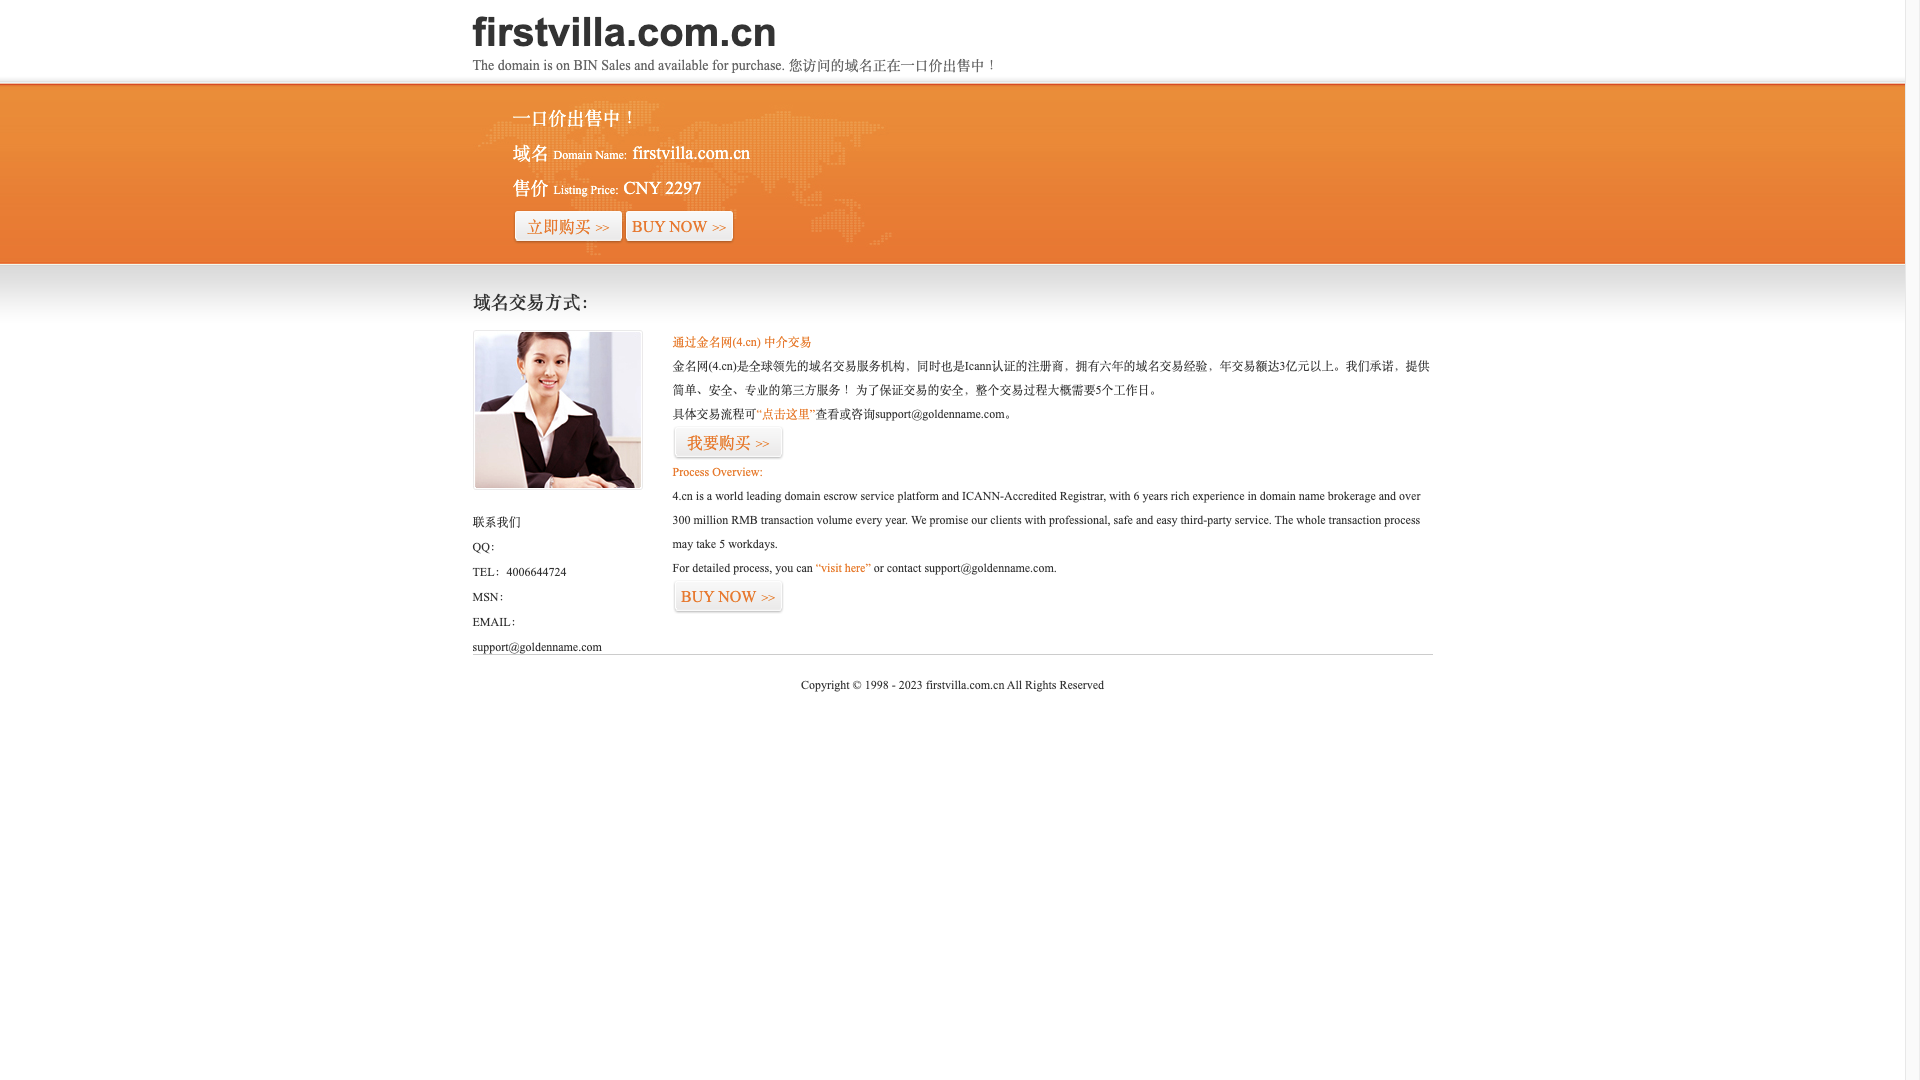 firstvilla.com.cn
The domain is on BIN Sales and available for purchase. 您访问的域名正在一口价出售中！
一口价出售中！
域名 Domain Name: firstvilla.com.cn
售价 Listing Price: CNY 2297
立即购买 >> BUY NOW >>
域名交易方式：
通过金名网(4.cn) 中介交易
金名网(4.cn)是全球领先的域名交易服务机构，同时也是Icann认证的注册商，拥有六年的域名交易经验，年交易额达3亿元以上。我们承诺，提供
简单、安全、专业的第三方服务！ 为了保证交易的安全，整个交易过程大概需要5个工作日。
具体交易流程可“点击这里”查看或咨询support@goldenname.com。
我要购买 >>
Process Overview:
4.cn is a world leading domain escrow service platform and ICANN-Accredited Registrar, with 6 years rich experience in domain name brokerage and over
300 million RMB transaction volume every year. We promise our clients with professional, safe and easy third-party service. The whole transaction process
may take 5 workdays.
For detailed process, you can “visit here” or contact support@goldenname.com.
BUY NOW >>
联系我们
QQ：
TEL：4006644724
MSN：
EMAIL：
support@goldenname.com
Copyright © 1998 - 2023 firstvilla.com.cn All Rights Reserved